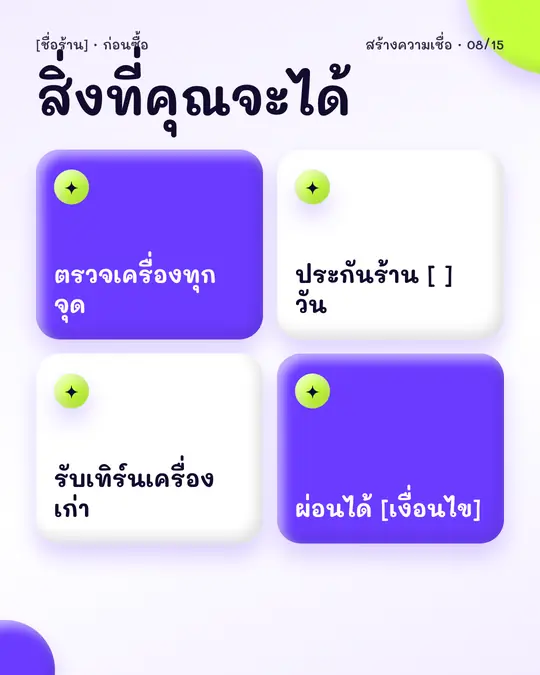 [ชื่อร้าน] · ก่อนซื้อ
สร้างความเชื่อ · 08/15
สิ่งที่คุณจะได้
ตรวจเครื่องทุก
จุด
ประกันร้าน [ ]
วัน
รับเทิร์นเครื่อง
เก่า
ผ่อนได้ [เงื่อนไข]